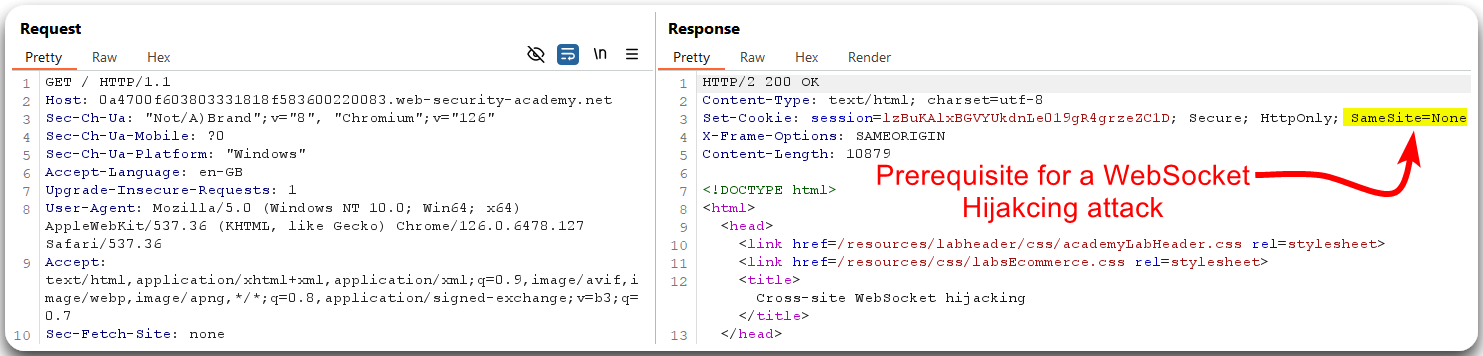 Request
Pretty Raw Hex
\n
1 GET / HTTP/1.1
2 Host: 0a4700f603803331818f583600220083.web-security-academy.net
3 Sec-Ch-Ua: "Not/A)Brand";v="8", "Chromium";v="126"
4 Sec-Ch-Ua-Mobile: ?0
5 Sec-Ch-Ua-Platform: "Windows"
6 Accept-Language: en-GB
7 Upgrade-Insecure-Requests: 1
8 User-Agent: Mozilla/5.0 (Windows NT 10.0; Win64; x64)
AppleWebKit/537.36 (KHTML, like Gecko) Chrome/126.0.6478.127
Safari/537.36
9 Accept:
text/html,application/xhtml+xml,application/xml;q=0.9,image/avif,i
mage/webp,image/apng,*/*;q=0.8,application/signed-exchange;v=b3;q=
0.7
10 Sec-Fetch-Site: none
Response
Pretty Raw Hex Render
1 HTTP/2 200 OK
2 Content-Type: text/html; charset=utf-8
3 Set-Cookie: session=lzBuKAlxBGVYUkdnLe019gR4grzeZC1D; Secure; HttpOnly; SameSite=None
4 X-Frame-Options: SAMEORIGIN
5 Content-Length: 10879
6
7 <!DOCTYPE html>
8 <html>
9 <head>
10 <link href=/resources/labheader/css/academyLabHeader.css rel=stylesheet>
11 <link href=/resources/css/labsEcommerce.css rel=stylesheet>
12 <title>
Cross-site WebSocket hijacking
</title>
13 </head>
Prerequisite for a WebSocket
Hijakcing attack